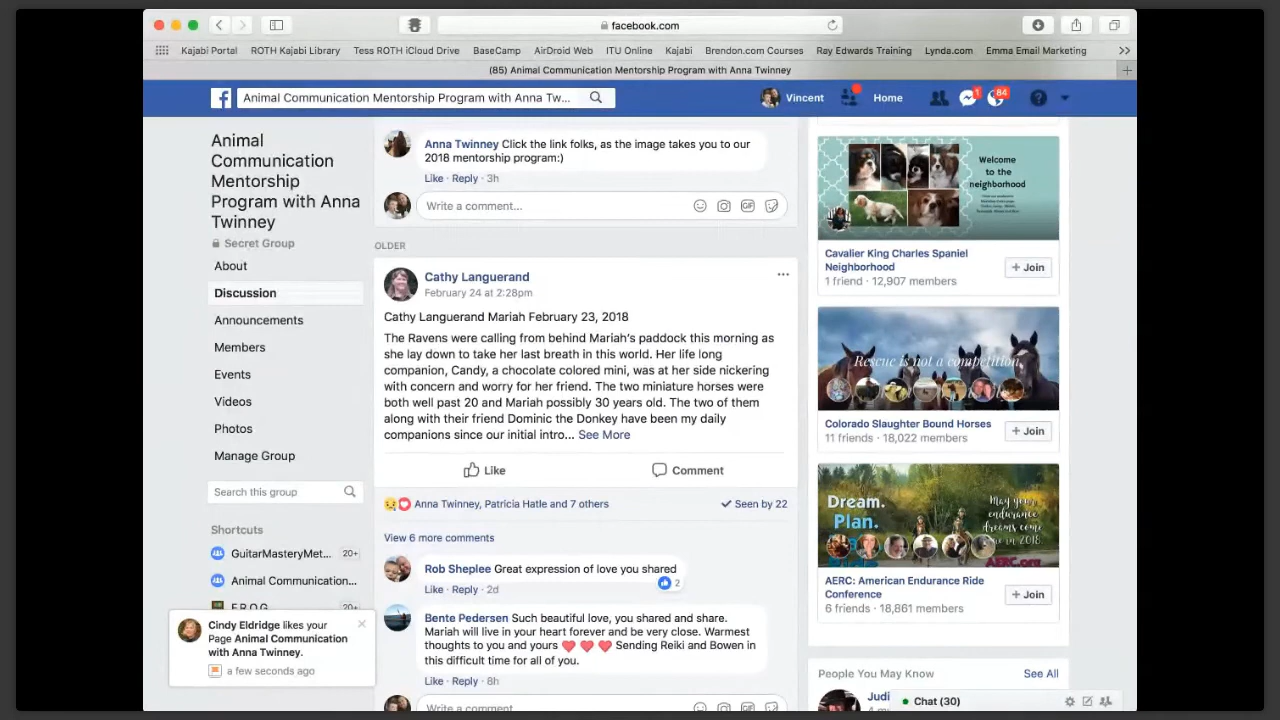 facebook.com
Kajabi Portal ROTH Kajabi Library Tess ROTH iCloud Drive BaseCamp AirDroid Web ITU Online Kajabi Brendon.com Courses Ray Edwards Training Lynda.com Emma Email Marketing >>
(85) Animal Communication Mentorship Program with Anna Twinney
Animal Communication Mentorship Program with Anna Tw...
Vincent
Home
1
84
Animal
Communication
Mentorship
Program with Anna
Twinney
Secret Group
About
Discussion
Announcements
Members
Events
Videos
Photos
Manage Group
Search this group
Shortcuts
GuitarMasteryMet... 20+
Animal Communication...
F.R.O.G. 20+
Cindy Eldridge likes your
Page Animal Communication
with Anna Twinney.
a few seconds ago
Anna Twinney Click the link folks, as the image takes you to our
2018 mentorship program:)
Like · Reply · 3h
Write a comment...
GIF
OLDER
Cathy Languerand
February 24 at 2:28pm
Cathy Languerand Mariah February 23, 2018
The Ravens were calling from behind Mariah's paddock this morning as
she lay down to take her last breath in this world. Her life long
companion, Candy, a chocolate colored mini, was at her side nickering
with concern and worry for her friend. The two miniature horses were
both well past 20 and Mariah possibly 30 years old. The two of them
along with their friend Dominic the Donkey have been my daily
companions since our initial intro... See More
Like
Comment
Anna Twinney, Patricia Hatle and 7 others
Seen by 22
View 6 more comments
Rob Sheplee Great expression of love you shared
2
Like · Reply · 2d
Bente Pedersen Such beautiful love, you shared and share.
Mariah will live in your heart forever and be very close. Warmest
thoughts to you and yours ❤ ❤ ❤ Sending Reiki and Bowen in
this difficult time for all of you.
Like · Reply · 8h
Write a comment...
GIF
Welcome
to the
neighborhood
Cavalier King Charles Spaniel
Neighborhood
1 friend · 12,907 members
+ Join
Rescue is not a competition.
Colorado Slaughter Bound Horses
11 friends · 18,022 members
+ Join
Dream.
Plan.
May your
endurance
dreams come
in 2018.
AERC.org
AERC: American Endurance Ride
Conference
6 friends · 18,861 members
+ Join
People You May Know
See All
Judi
Chat (30)